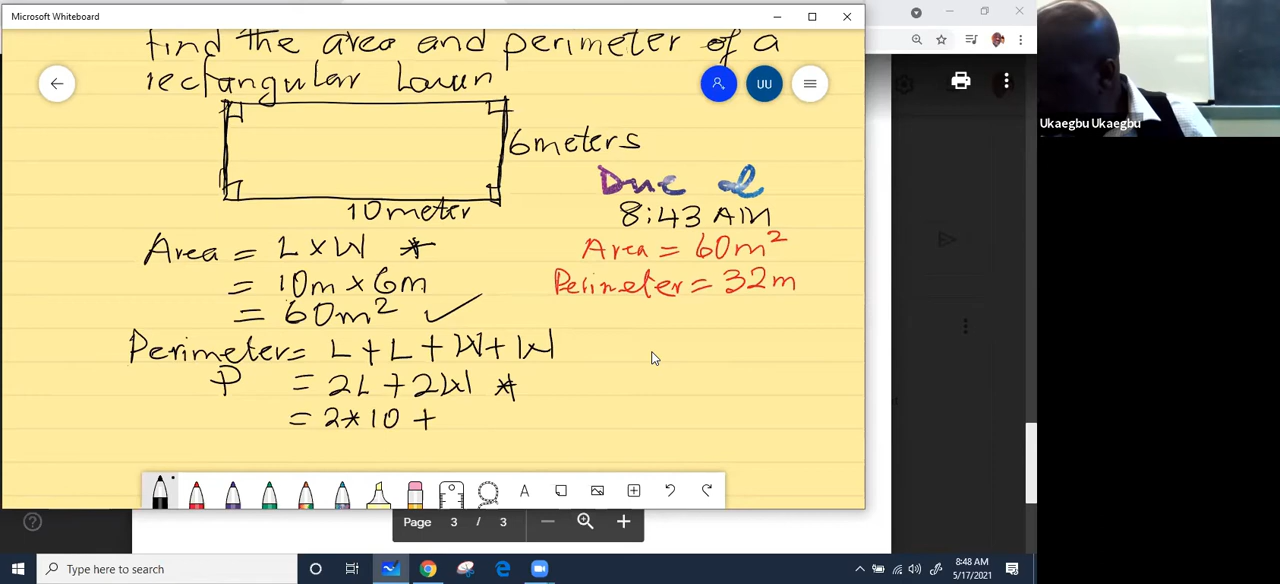 Microsoft Whiteboard
find the area and perimeter of a
rectangular Lawn
6meters
10meter
Due @
8:43 AM
Area = 60m²
Perimeter = 32m
Area = L x W *
= 10m x 6m
= 60m² ✓
Perimeter= L + L + W + W
P = 2L + 2W *
= 2*10 +
UU
Ukaegbu Ukaegbu
A
Page 3 / 3
Type here to search
8:48 AM
5/17/2021